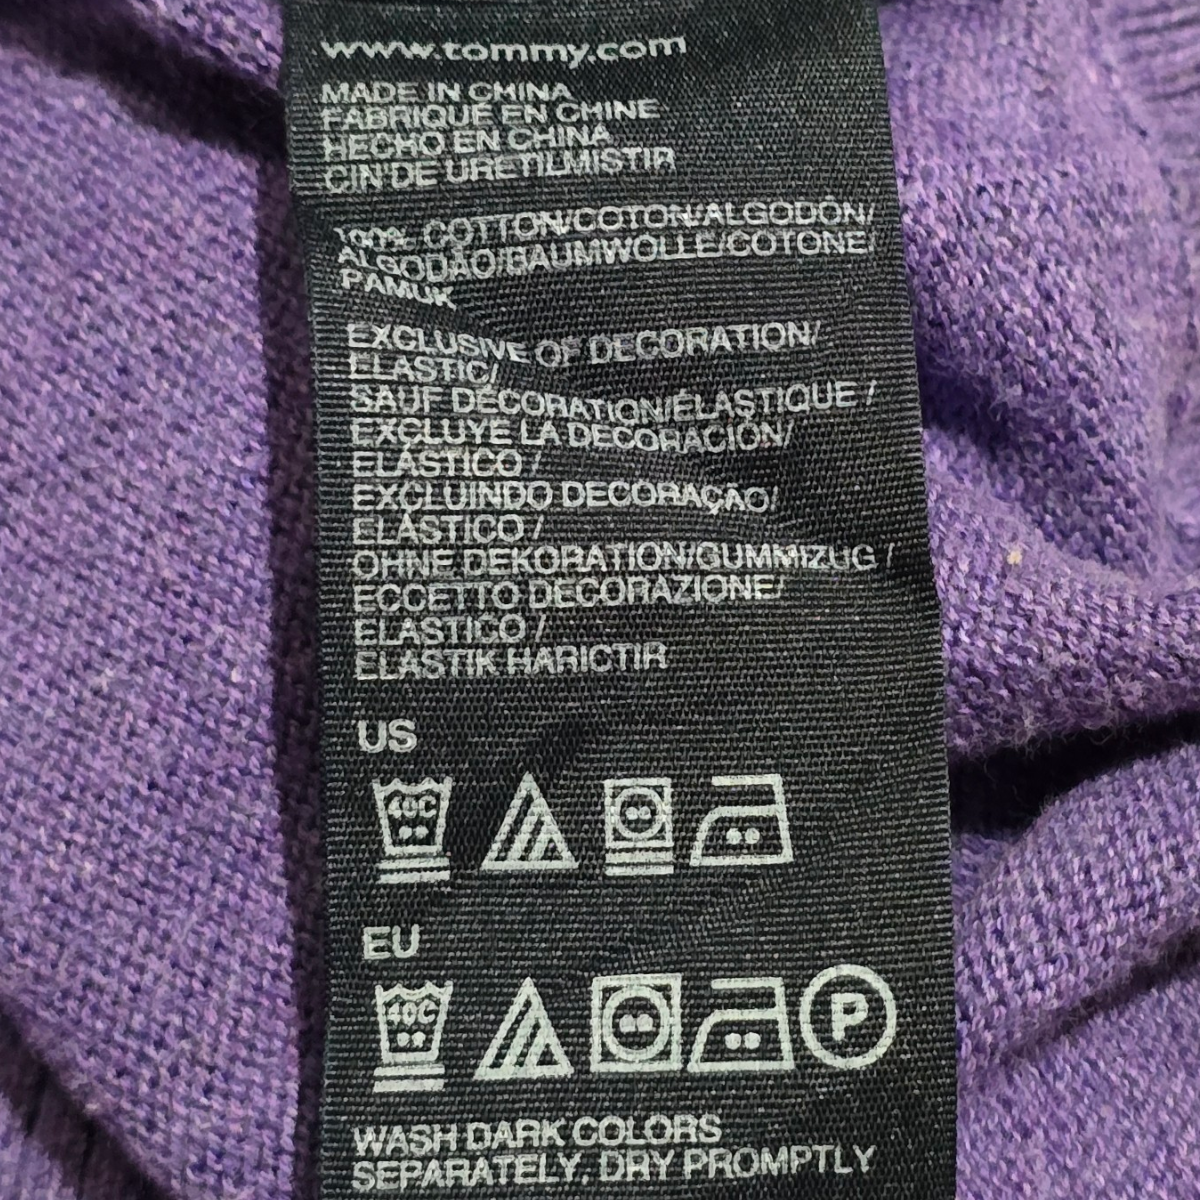 www.tommy.com
MADE IN CHINA
FABRIQUÉ EN CHINE
HECHO EN CHINA
CIN'DE URETILMISTIR
100% COTTON/COTON/ALGODÓN/
ALGODÃO/BAUMWOLLE/COTONE/
PAMUK
EXCLUSIVE OF DECORATION/
ELASTIC/
SAUF DÉCORATION/ÉLASTIQUE /
EXCLUYE LA DECORACIÓN/
ELÁSTICO /
EXCLUINDO DECORAÇÃO/
ELÁSTICO /
OHNE DEKORATION/GUMMIZUG /
ECCETTO DECORAZIONE/
ELASTICO /
ELASTIK HARICTIR
US
40C
EU
40C P
WASH DARK COLORS
SEPARATELY, DRY PROMPTLY